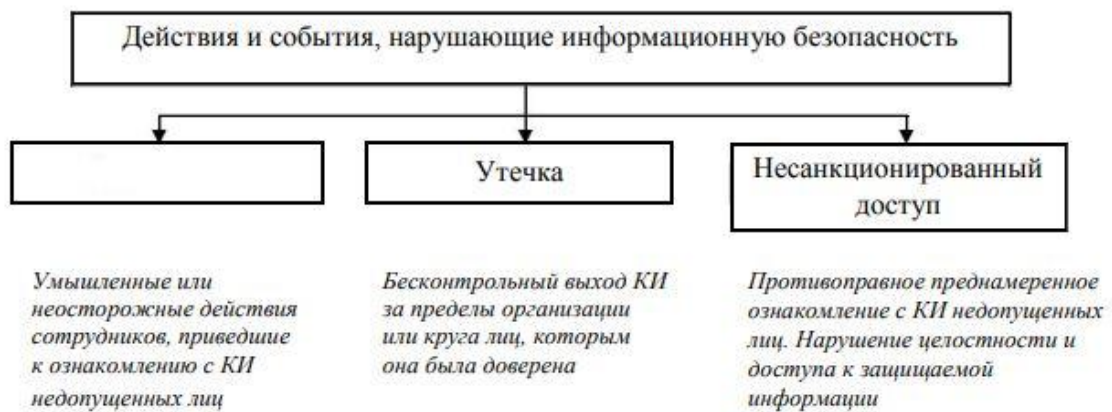 Действия и события, нарушающие информационную безопасность
Утечка
Несанкционированный
доступ
Умышленные или
неосторожные действия
сотрудников, приведшие
к ознакомлению с КИ
недопущенных лиц
Бесконтрольный выход КИ
за пределы организации
или круга лиц, которым
она была доверена
Противоправное преднамеренное
ознакомление с КИ недопущенных
лиц. Нарушение целостности и
доступа к защищаемой
информации